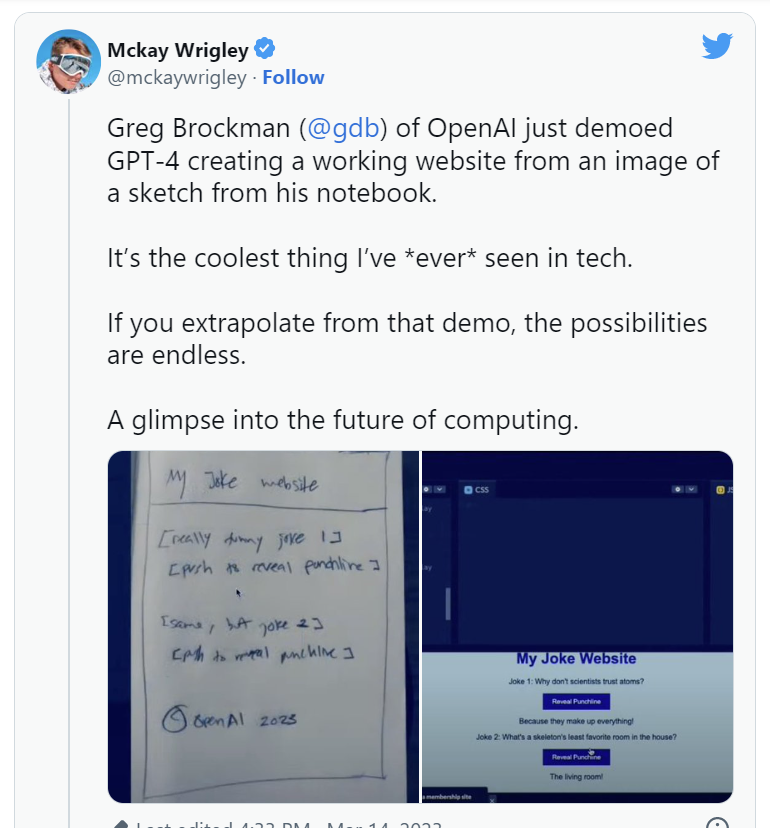 Mckay Wrigley
@mckaywrigley · Follow
Greg Brockman (@gdb) of OpenAI just demoed
GPT-4 creating a working website from an image of
a sketch from his notebook.
It’s the coolest thing I’ve *ever* seen in tech.
If you extrapolate from that demo, the possibilities
are endless.
A glimpse into the future of computing.
My Joke website
[really funny joke 1]
[push to reveal punchline]
[same, but joke 2]
[push to reveal punchline]
© OpenAI 2023
CSS
JS
My Joke Website
Joke 1: Why don't scientists trust atoms?
Reveal Punchline
Because they make up everything!
Joke 2: What's a skeleton's least favorite room in the house?
Reveal Punchline
The living room!
a membership site
Last edited 4:33 PM · Mar 14, 2023